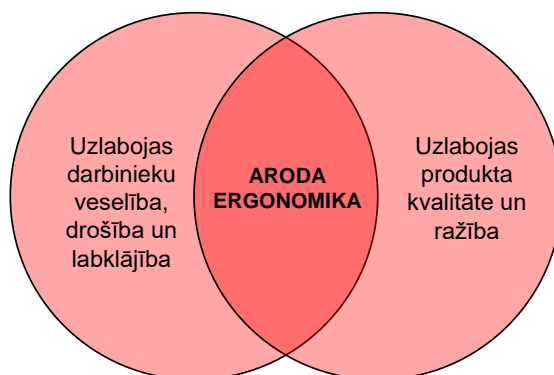 Uzlabojas
darbinieku
veselība,
drošība un
labklājība
ARODA
ERGONOMIKA
Uzlabojas
produkta
kvalitāte un
ražība